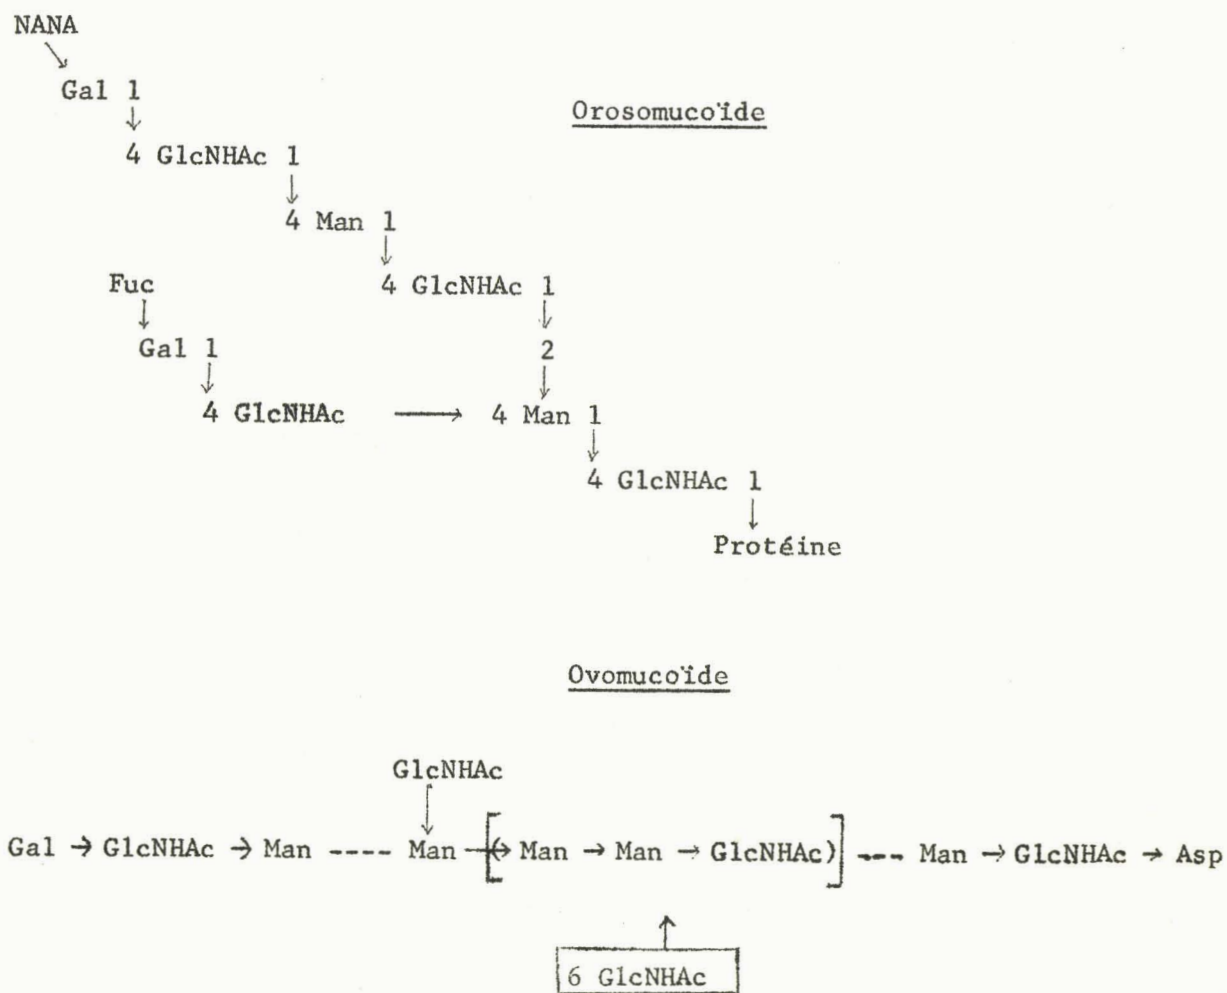 NANA
Gal 1
Orosomucoïde
4 GlcNHAc 1
4 Man 1
Fuc
4 GlcNHAc 1
Gal 1
2
4 GlcNHAc → 4 Man 1
4 GlcNHAc 1
Protéine
Ovomucoïde
GlcNHAc
Gal → GlcNHAc → Man ---- Man [(→ Man → Man → GlcNHAc)] --- Man → GlcNHAc → Asp
6 GlcNHAc